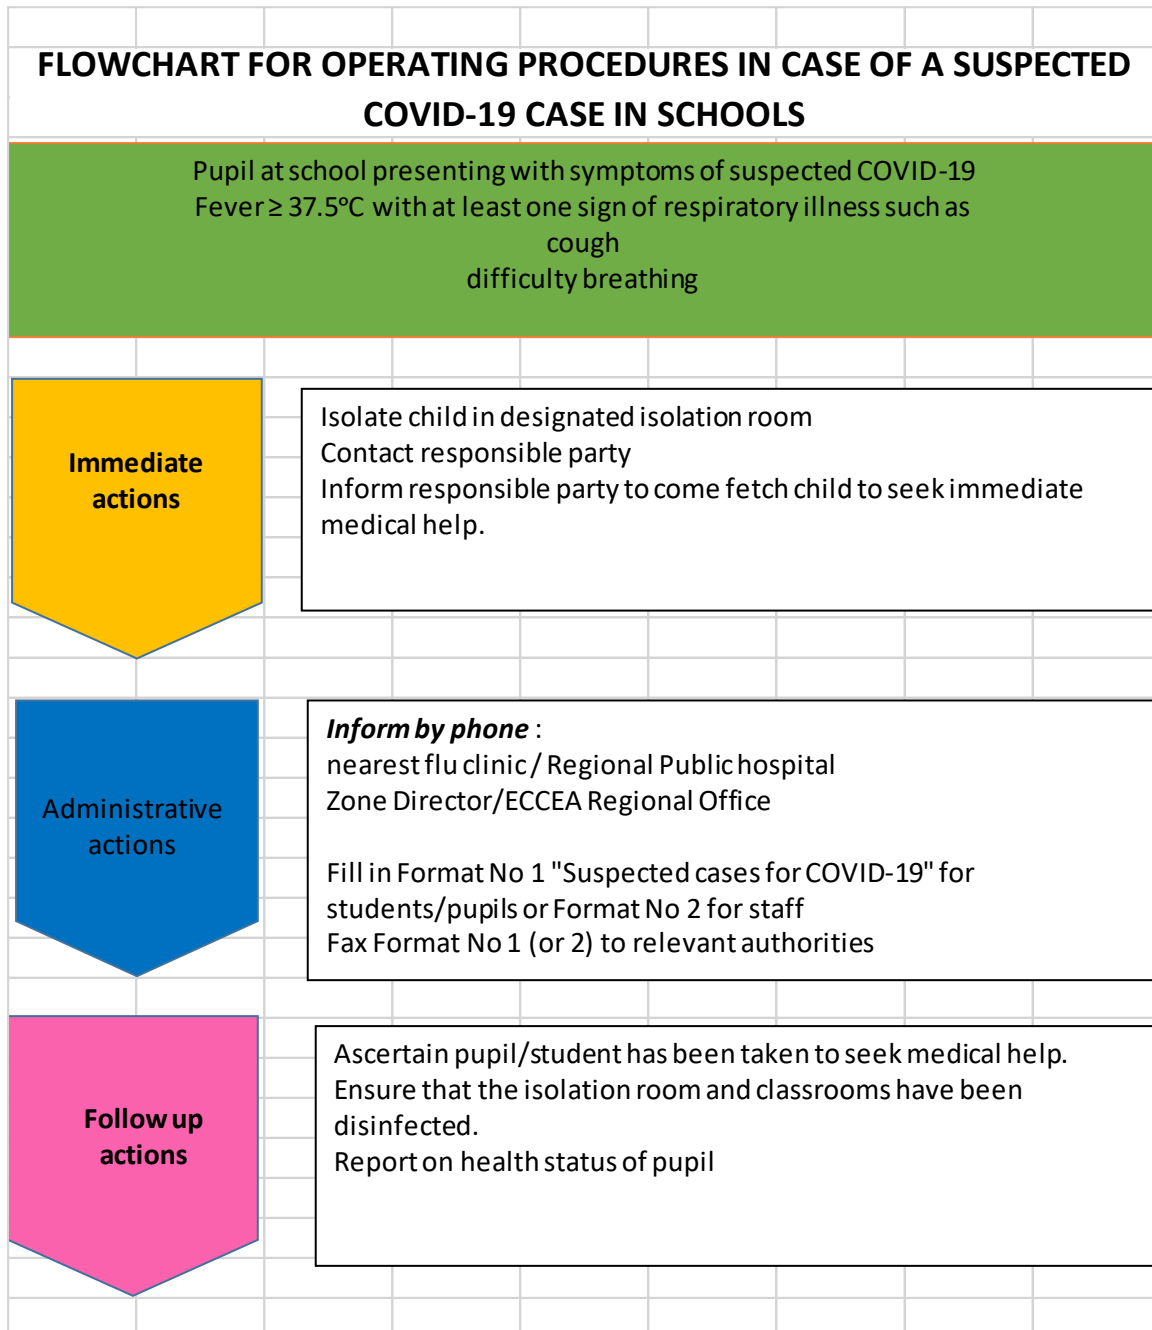 FLOWCHART FOR OPERATING PROCEDURES IN CASE OF A SUSPECTED
COVID-19 CASE IN SCHOOLS
Pupil at school presenting with symptoms of suspected COVID-19
Fever ≥ 37.5°C with at least one sign of respiratory illness such as
cough
difficulty breathing
Immediate
actions
Isolate child in designated isolation room
Contact responsible party
Inform responsible party to come fetch child to seek immediate
medical help.
Administrative
actions
Inform by phone :
nearest flu clinic / Regional Public hospital
Zone Director/ECCEA Regional Office
Fill in Format No 1 "Suspected cases for COVID-19" for
students/pupils or Format No 2 for staff
Fax Format No 1 (or 2) to relevant authorities
Follow up
actions
Ascertain pupil/student has been taken to seek medical help.
Ensure that the isolation room and classrooms have been
disinfected.
Report on health status of pupil